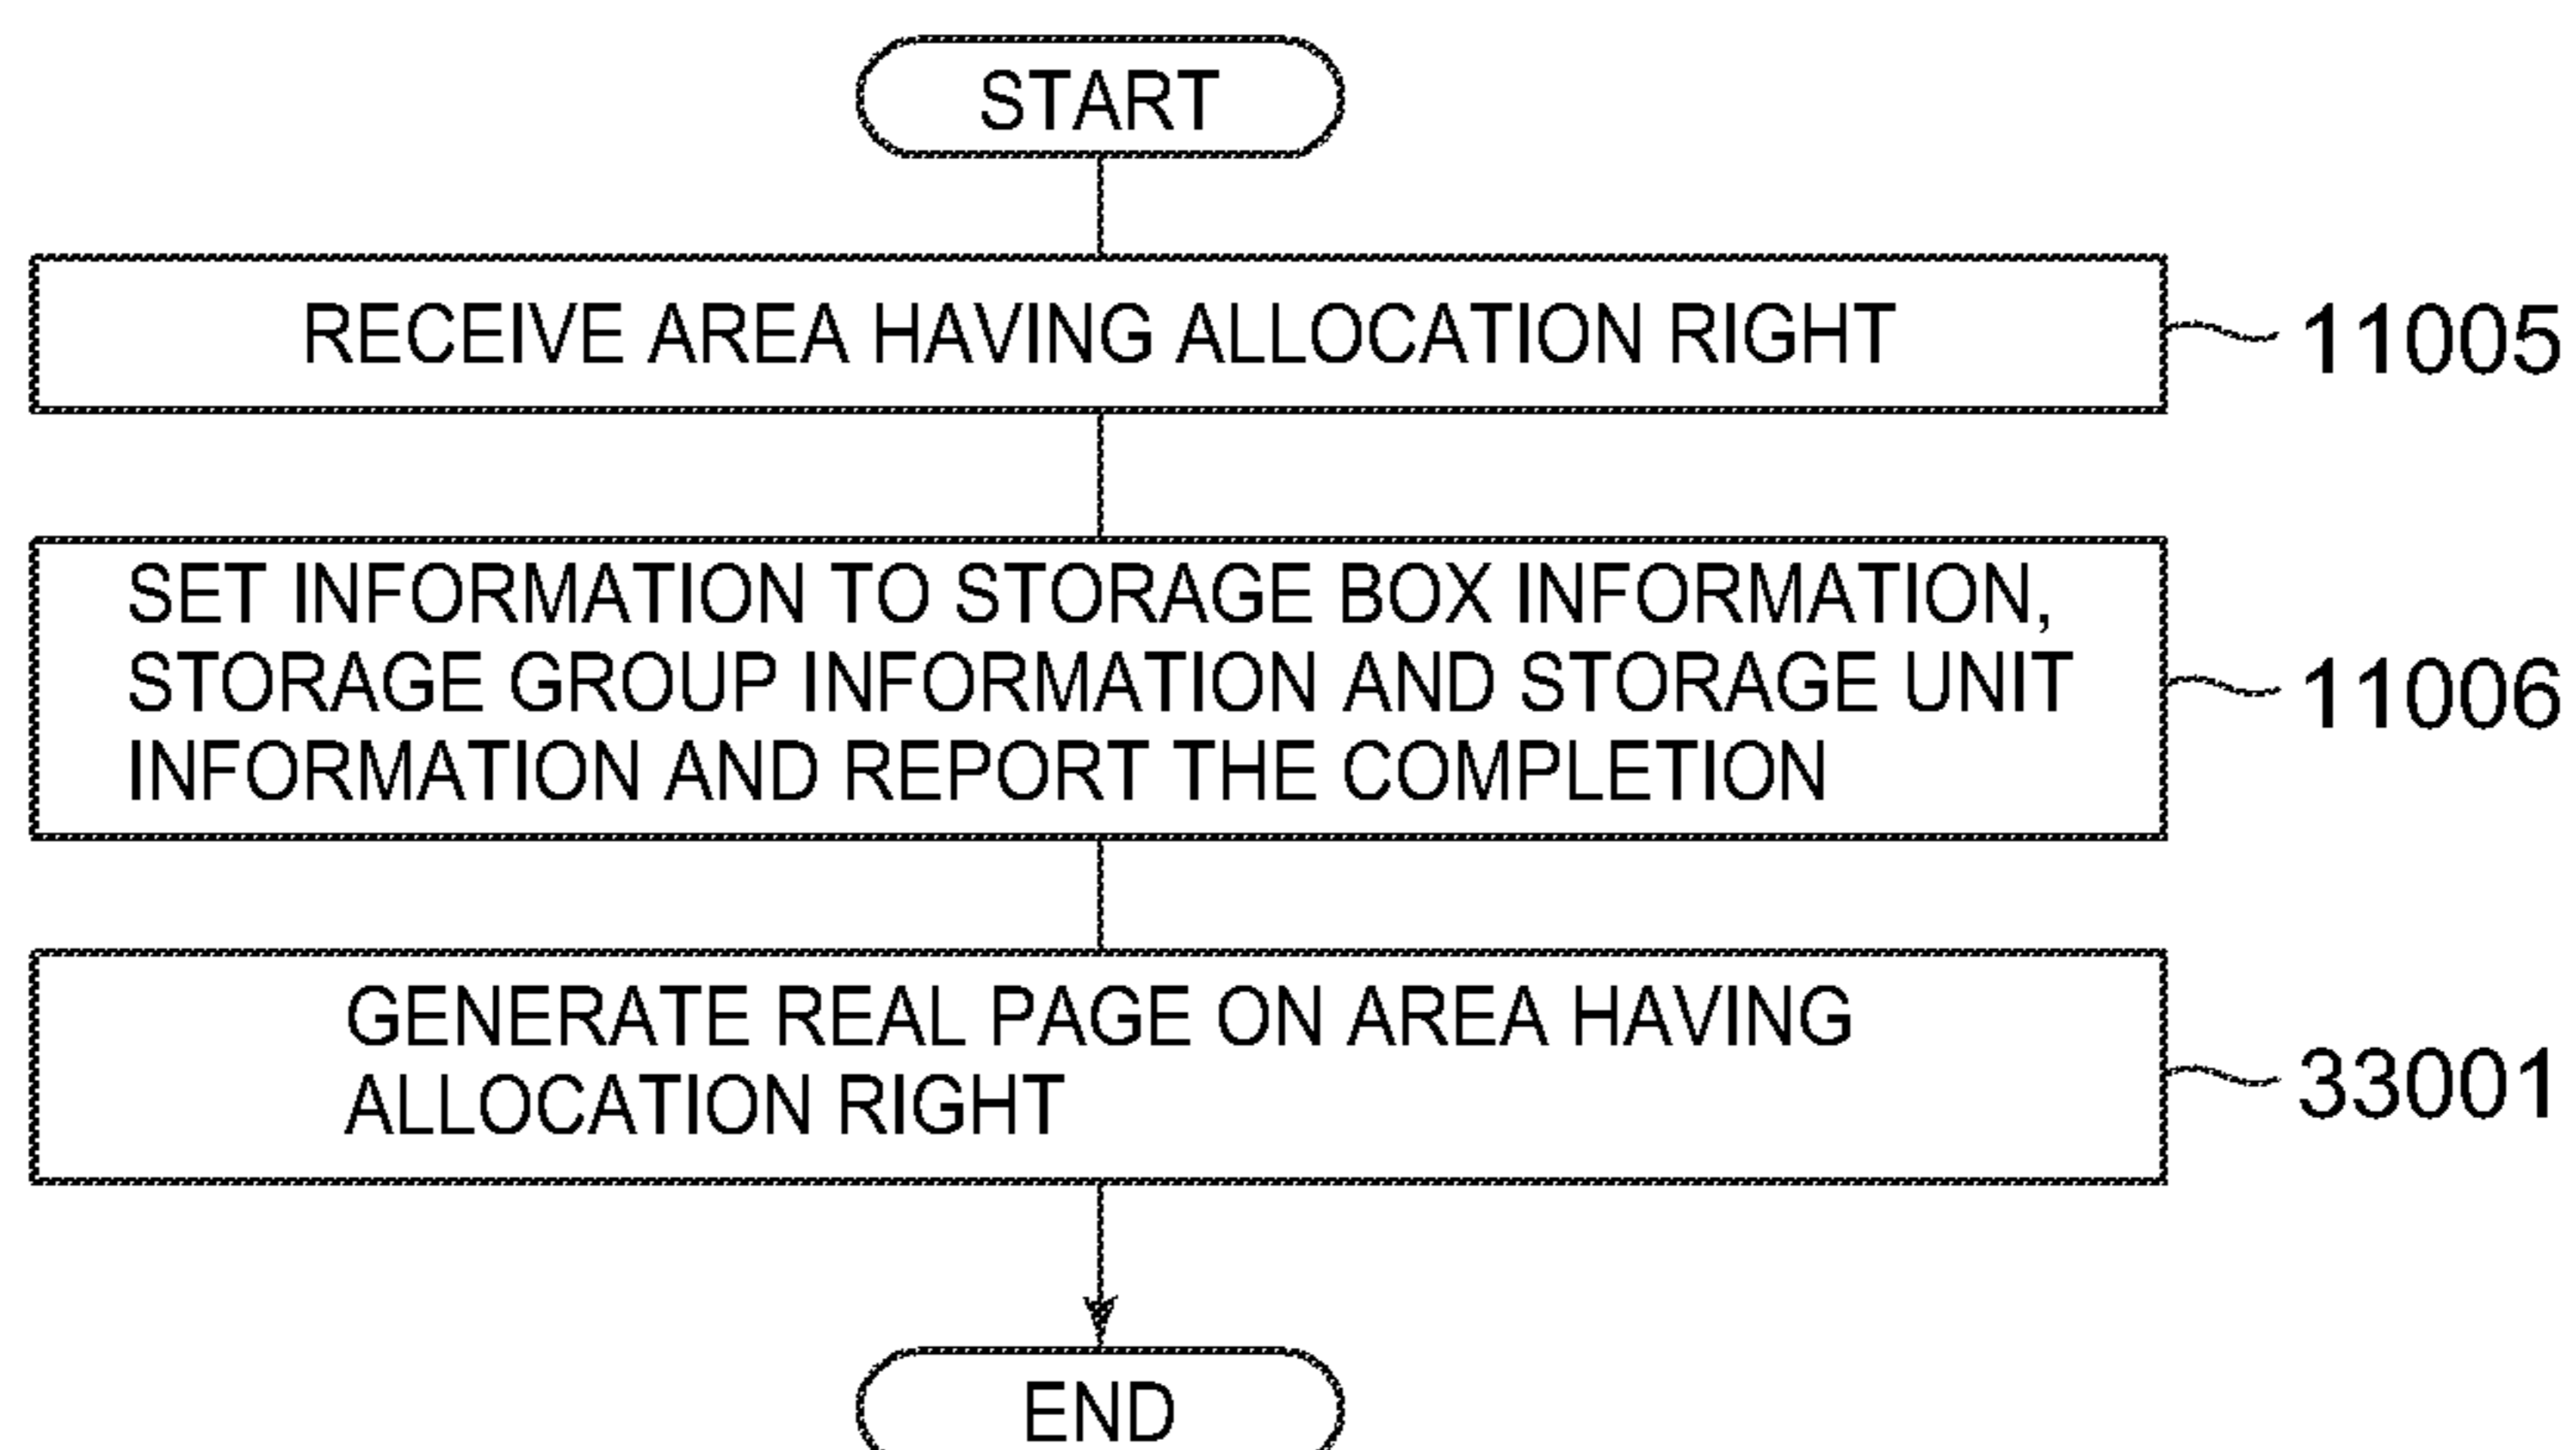 START
RECEIVE AREA HAVING ALLOCATION RIGHT
11005
SET INFORMATION TO STORAGE BOX INFORMATION,
STORAGE GROUP INFORMATION AND STORAGE UNIT
INFORMATION AND REPORT THE COMPLETION
11006
GENERATE REAL PAGE ON AREA HAVING
ALLOCATION RIGHT
33001
END